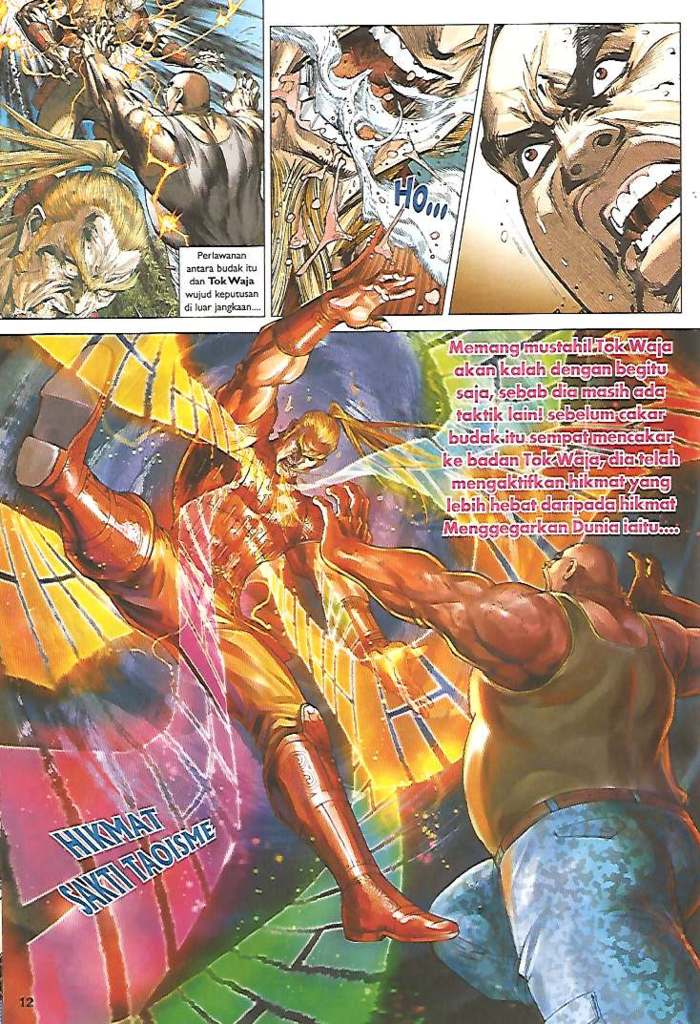 Perlawanan
antara budak itu
dan Tok Waja
wujud keputusan
di luar jangkaan....
HO...
Memang mustahil Tok Waja
akan kalah dengan begitu
saja, sebab dia masih ada
taktik lain! sebelum cakar
budak itu sempat mencakar
ke badan Tok Waja, dia telah
mengaktifkan hikmat yang
lebih hebat daripada hikmat
Menggegarkan Dunia iaitu....
HIKMAT
SAKTI TAOISME
12